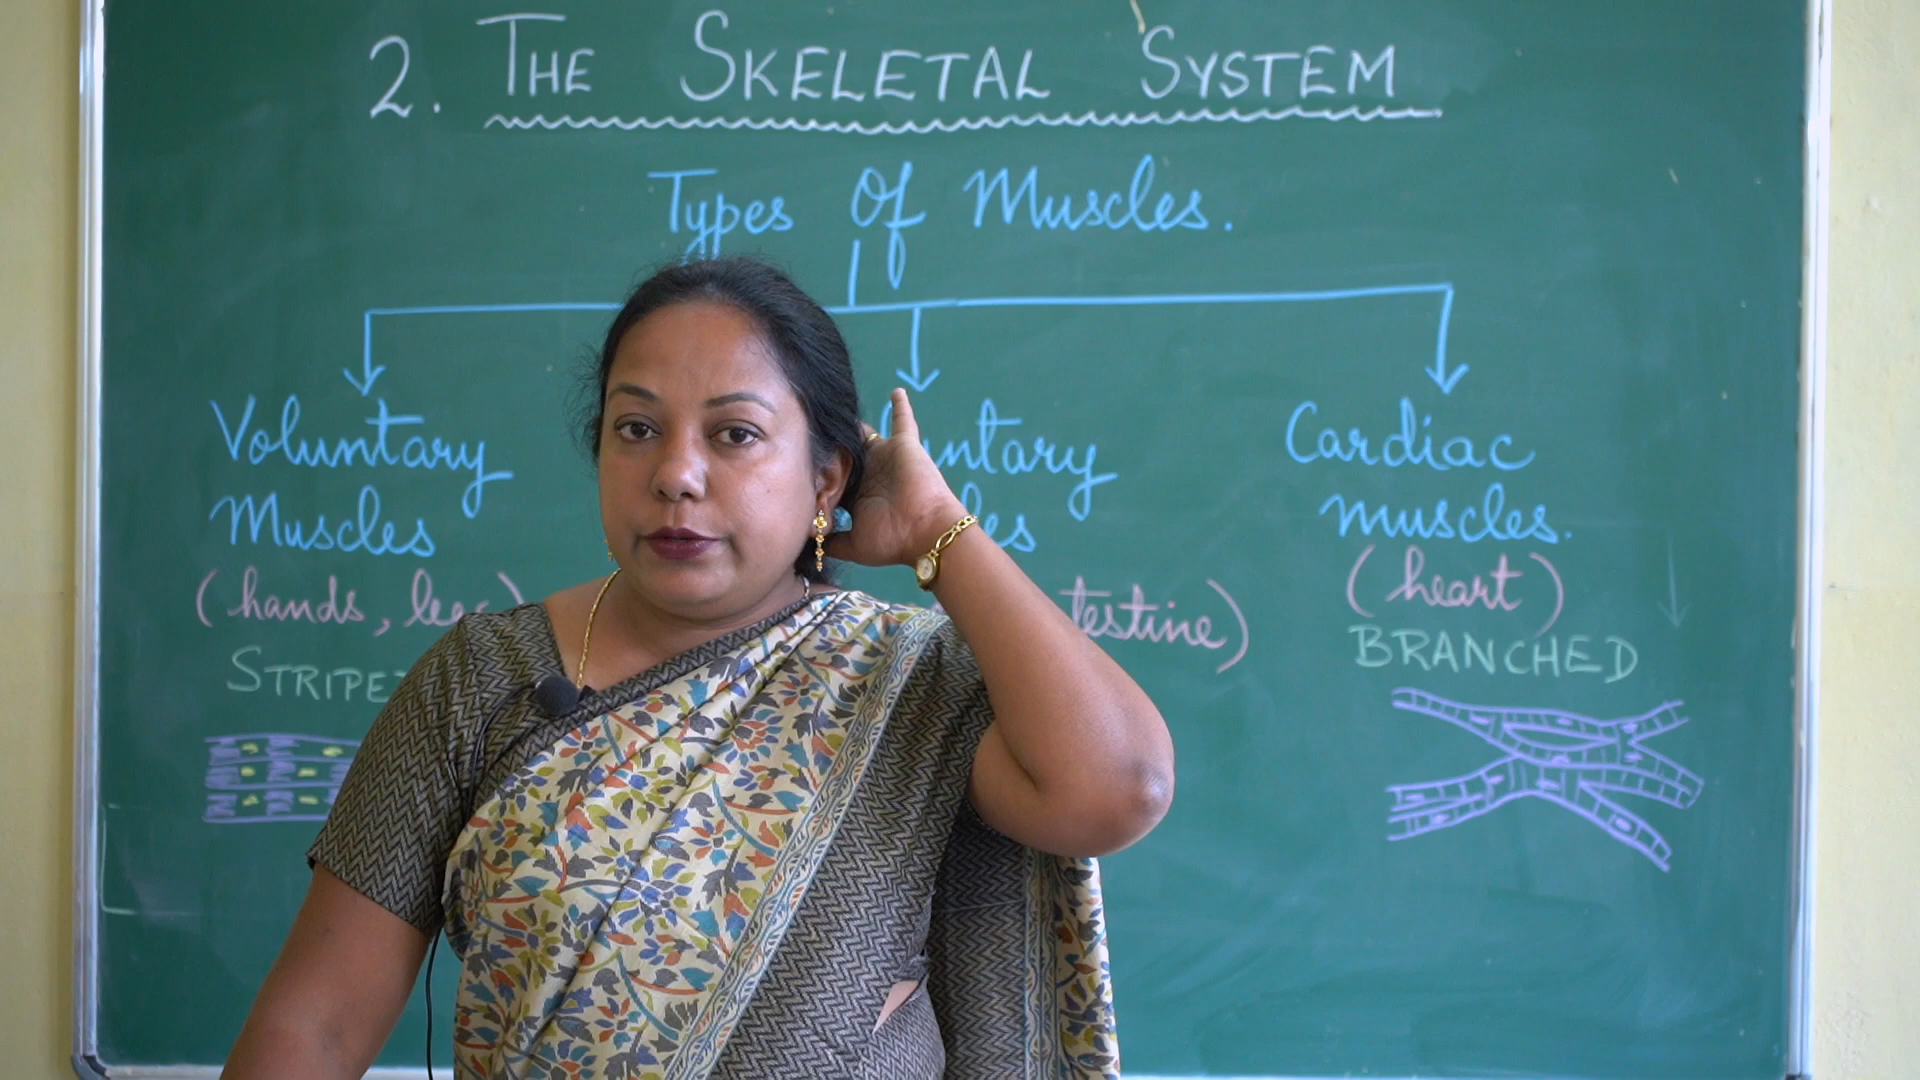 2. THE SKELETAL SYSTEM
Types Of Muscles.
Voluntary
Muscles
(hands,
STRIPE
Cardiac
muscles.
(heart)
BRANCHED